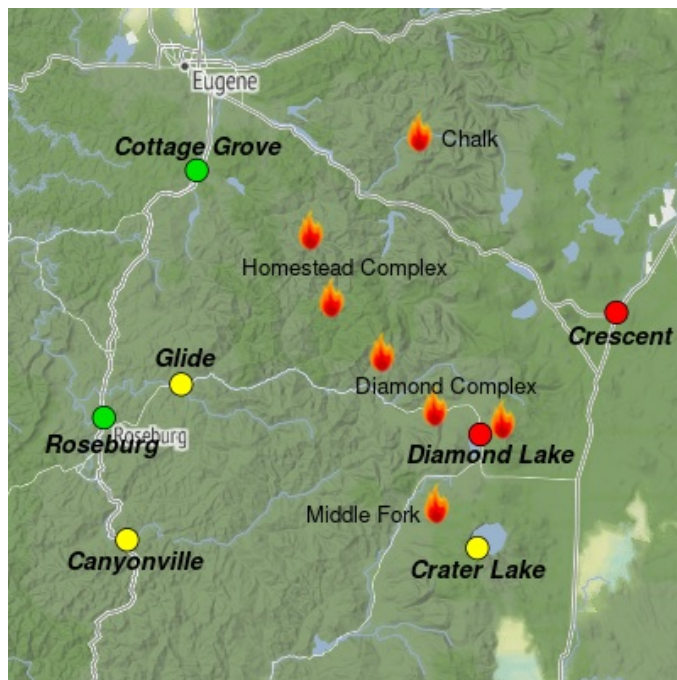 Eugene
Chalk
Cottage Grove
Homestead Complex
Crescent
Glide
Diamond Complex
Roseburg
Roseburg
Diamond Lake
Middle Fork
Canyonville
Crater Lake